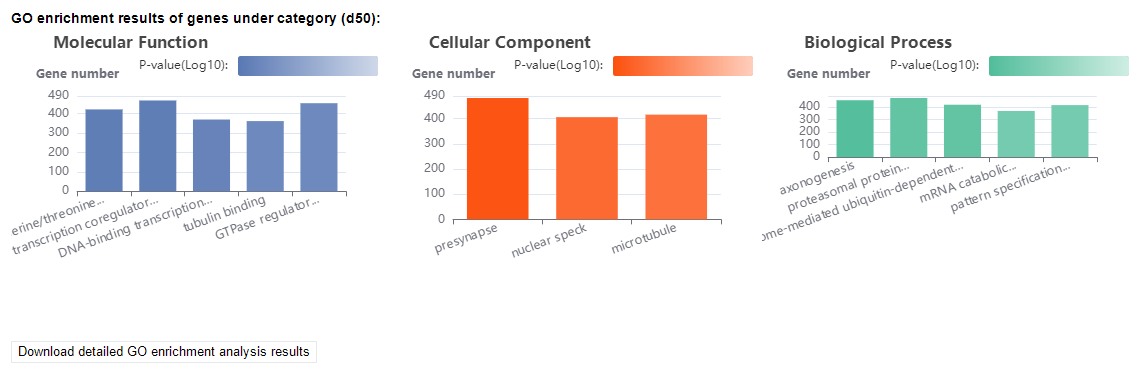 GO enrichment results of genes under category (d50):
Molecular Function
P-value(Log10):
Gene number
490
400
300
200
100
0
erine/threonine...
transcription coregulator...
DNA-binding transcription...
tubulin binding
GTPase regulator...
Cellular Component
P-value(Log10):
Gene number
490
400
300
200
100
0
presynapse
nuclear speck
microtubule
Biological Process
P-value(Log10):
Gene number
400
300
200
100
0
axonogenesis
proteasomal protein...
ome-mediated ubiquitin-dependent...
mRNA catabolic...
pattern specification...
Download detailed GO enrichment analysis results